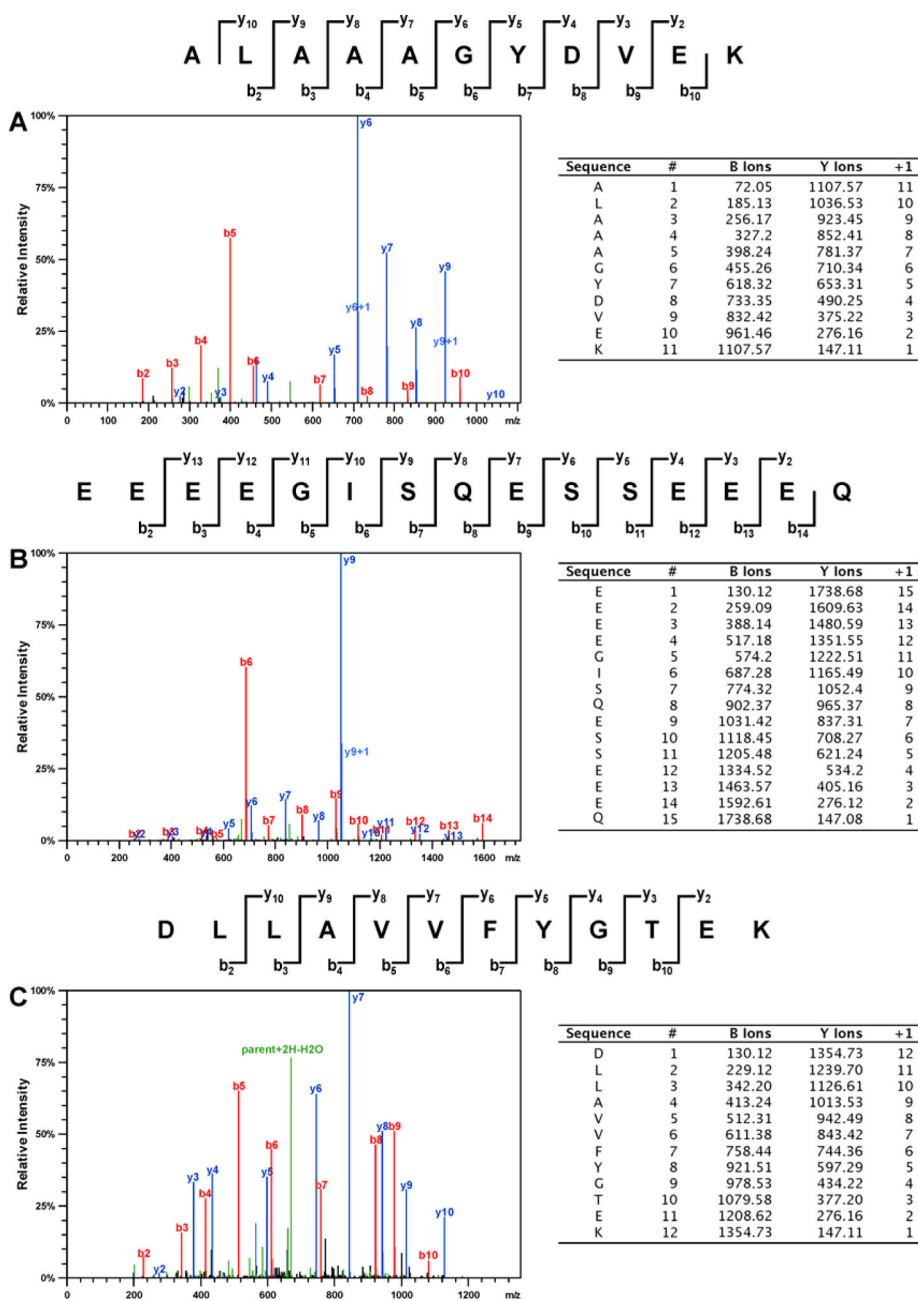 y10 y9 y8 y7 y6 y5 y4 y3 y2
A L A A A G Y D V E K
b2 b3 b4 b5 b6 b7 b8 b9 b10
A
100%
75%
50%
25%
0%
Relative Intensity
b2 b3 b4 b5 b6 b7 b8 b9 b10
y2 y3 y4 y5 y6 y6+1 y7 y8 y9 y9+1 y10
0 100 200 300 400 500 600 700 800 900 1000 m/z
Sequence # B Ions Y Ions +1
A 1 72.05 1107.57 11
L 2 185.13 1036.53 10
A 3 256.17 923.45 9
A 4 327.2 852.41 8
A 5 398.24 781.37 7
G 6 455.26 710.34 6
Y 7 618.32 653.31 5
D 8 733.35 490.25 4
V 9 832.42 375.22 3
E 10 961.46 276.16 2
K 11 1107.57 147.11 1
y13 y12 y11 y10 y9 y8 y7 y6 y5 y4 y3 y2
E E E E G I S Q E S S E E E Q
b2 b3 b4 b5 b6 b7 b8 b9 b10 b11 b12 b13 b14
B
100%
75%
50%
25%
0%
Relative Intensity
b2 b3 b4 b5 b6 b7 b8 b9 b10 b11 b12 b13 b14
y2 y3 y4 y5 y6 y7 y8 y9 y9+1 y10 y11 y12 y13
0 200 400 600 800 1000 1200 1400 1600 m/z
Sequence # B Ions Y Ions +1
E 1 130.12 1738.68 15
E 2 259.09 1609.63 14
E 3 388.14 1480.59 13
E 4 517.18 1351.55 12
G 5 574.2 1222.51 11
I 6 687.28 1165.49 10
S 7 774.32 1052.4 9
Q 8 902.37 965.37 8
E 9 1031.42 837.31 7
S 10 1118.45 708.27 6
S 11 1205.48 621.24 5
E 12 1334.52 534.2 4
E 13 1463.57 405.16 3
E 14 1592.61 276.12 2
Q 15 1738.68 147.08 1
y10 y9 y8 y7 y6 y5 y4 y3 y2
D L L A V V F Y G T E K
b2 b3 b4 b5 b6 b7 b8 b9 b10
C
100%
75%
50%
25%
0%
Relative Intensity
parent+2H-H2O
b2 b3 b4 b5 b6 b7 b8 b9 b10
y2 y3 y4 y5 y6 y7 y8 y9 y10
0 200 400 600 800 1000 1200 m/z
Sequence # B Ions Y Ions +1
D 1 130.12 1354.73 12
L 2 229.12 1239.70 11
L 3 342.20 1126.61 10
A 4 413.24 1013.53 9
V 5 512.31 942.49 8
V 6 611.38 843.42 7
F 7 758.44 744.36 6
Y 8 921.51 597.29 5
G 9 978.53 434.22 4
T 10 1079.58 377.20 3
E 11 1208.62 276.16 2
K 12 1354.73 147.11 1